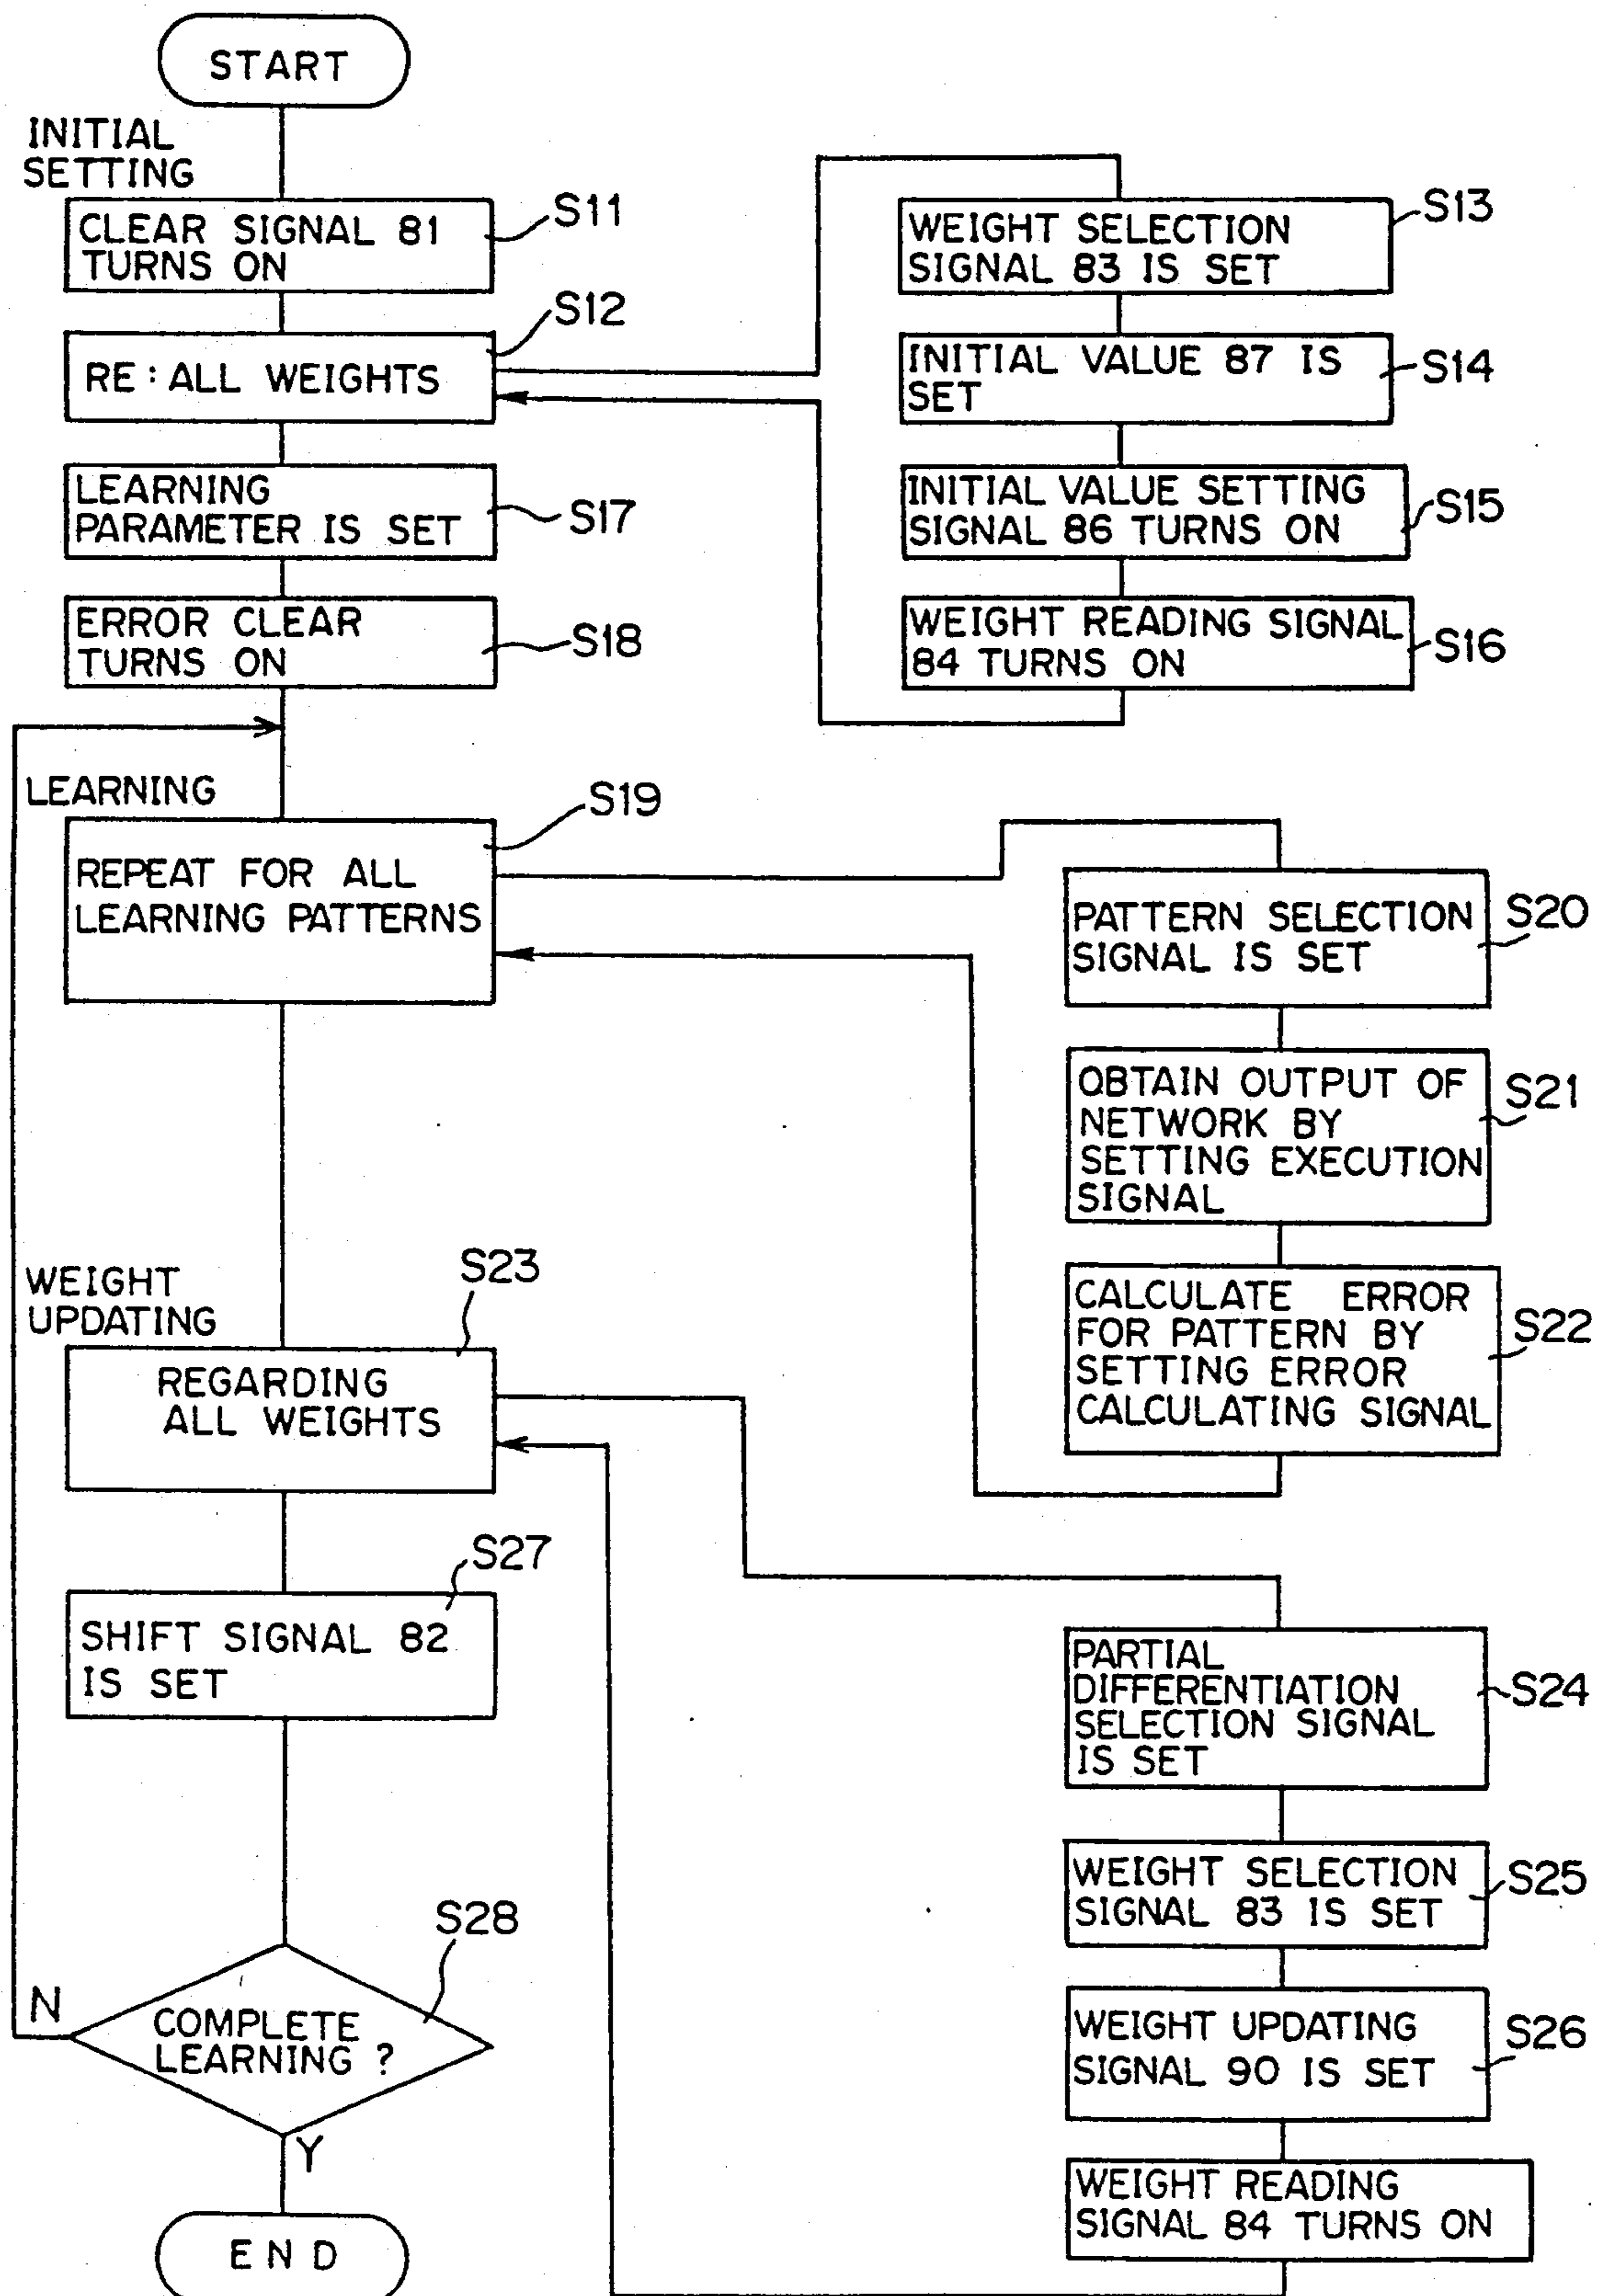 START
INITIAL
SETTING
CLEAR SIGNAL 81
TURNS ON
S11
RE : ALL WEIGHTS
S12
WEIGHT SELECTION
SIGNAL 83 IS SET
S13
INITIAL VALUE 87 IS
SET
S14
INITIAL VALUE SETTING
SIGNAL 86 TURNS ON
S15
WEIGHT READING SIGNAL
84 TURNS ON
S16
LEARNING
PARAMETER IS SET
S17
ERROR CLEAR
TURNS ON
S18
LEARNING
REPEAT FOR ALL
LEARNING PATTERNS
S19
PATTERN SELECTION
SIGNAL IS SET
S20
QBTAIN OUTPUT OF
NETWORK BY
SETTING EXECUTION
SIGNAL
S21
CALCULATE ERROR
FOR PATTERN BY
SETTING ERROR
CALCULATING SIGNAL
S22
WEIGHT
UPDATING
REGARDING
ALL WEIGHTS
S23
PARTIAL
DIFFERENTIATION
SELECTION SIGNAL
IS SET
S24
WEIGHT SELECTION
SIGNAL 83 IS SET
S25
WEIGHT UPDATING
SIGNAL 90 IS SET
S26
WEIGHT READING
SIGNAL 84 TURNS ON
SHIFT SIGNAL 82
IS SET
S27
COMPLETE
LEARNING ?
S28
N
Y
END